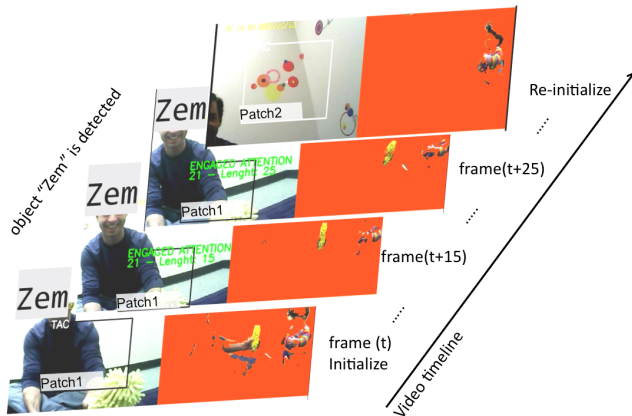 Patch2
Re-initialize
object "Zem" is detected
Zem
ENGAGED ATTENTION
21 - Lenght: 25
Patch1
frame(t+25)
Zem
ENGAGED ATTENTION
21 - Lenght: 15
Patch1
frame(t+15)
Zem
TAC
Patch1
frame (t)
Initialize
Video timeline